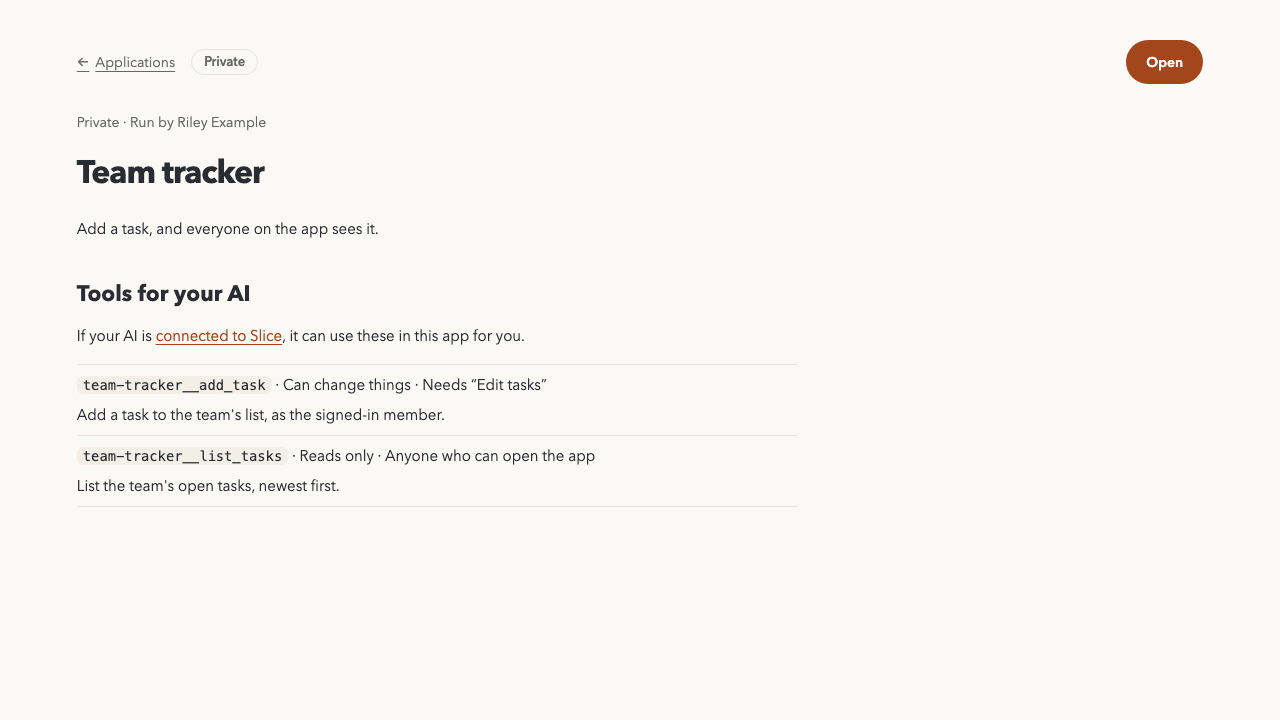 ← Applications Private Open
Private · Run by Riley Example
Team tracker
Add a task, and everyone on the app sees it.
Tools for your AI
If your AI is connected to Slice, it can use these in this app for you.
team-tracker__add_task · Can change things · Needs “Edit tasks”
Add a task to the team's list, as the signed-in member.
team-tracker__list_tasks · Reads only · Anyone who can open the app
List the team's open tasks, newest first.